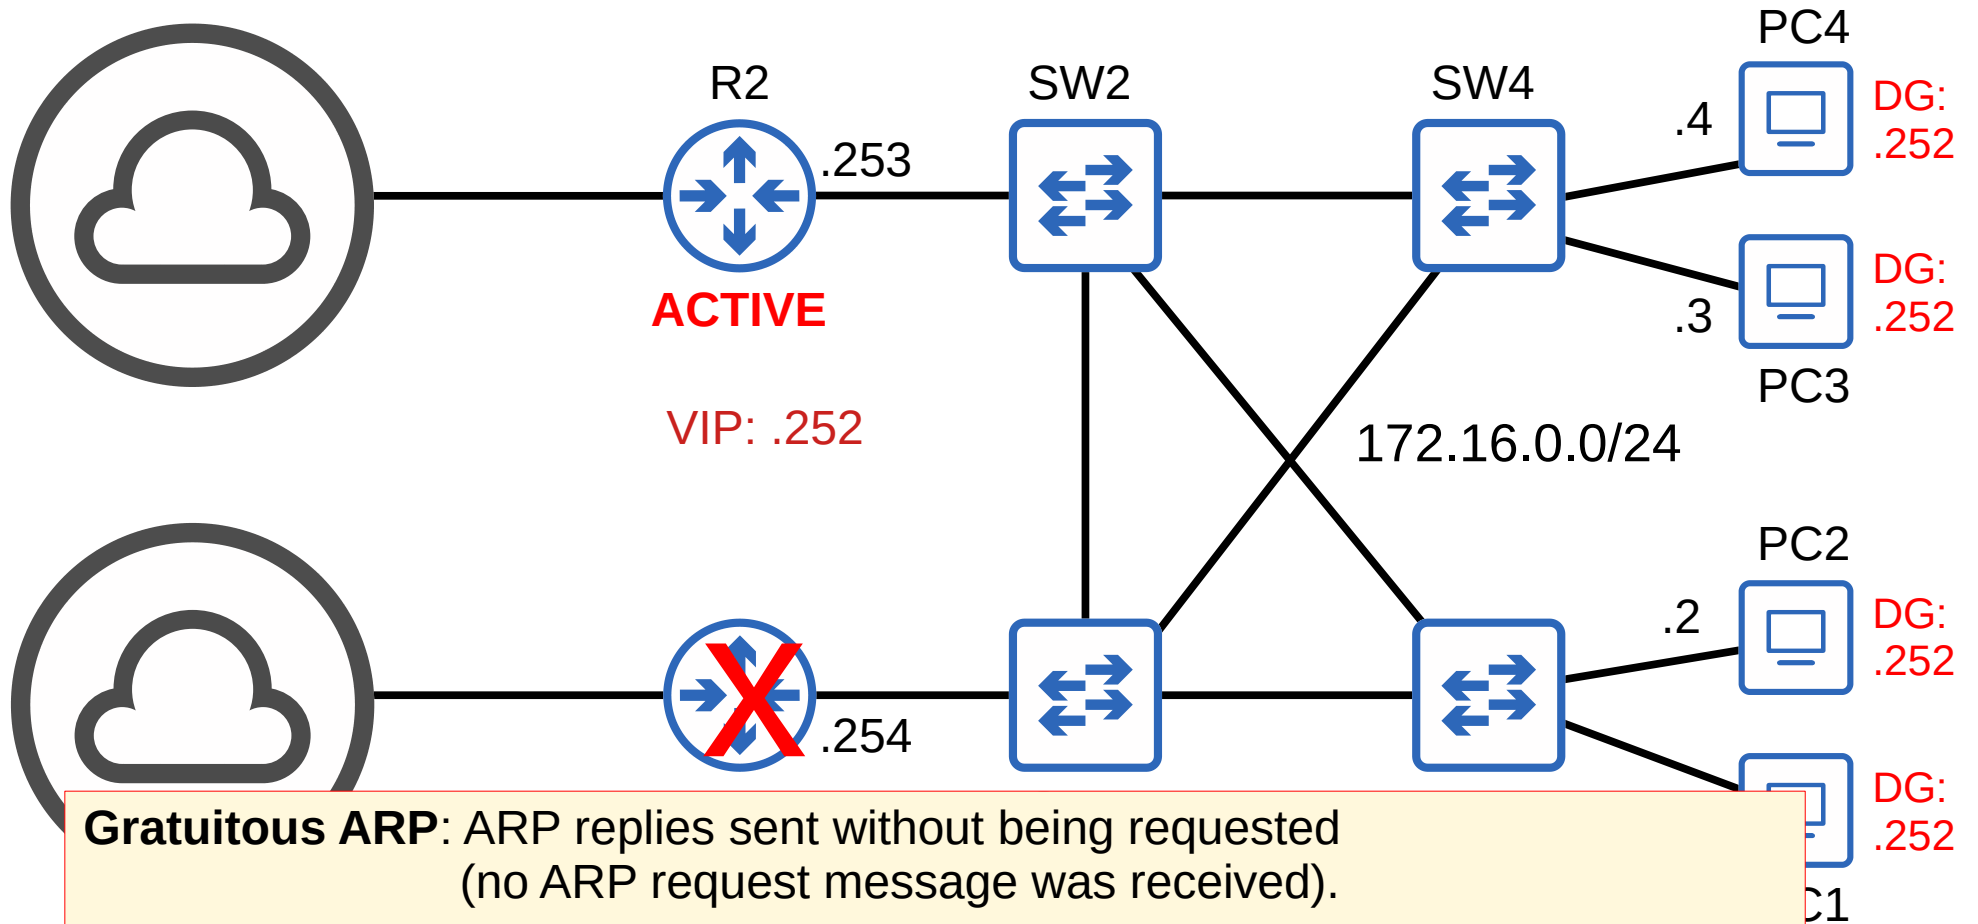 PC4
R2
SW2
SW4
DG:
.252
.4
.253
DG:
.252
.3
ACTIVE
PC3
VIP: .252
172.16.0.0/24
PC2
DG:
.252
.2
.254
DG:
.252
Gratuitous ARP: ARP replies sent without being requested
(no ARP request message was received).
C1